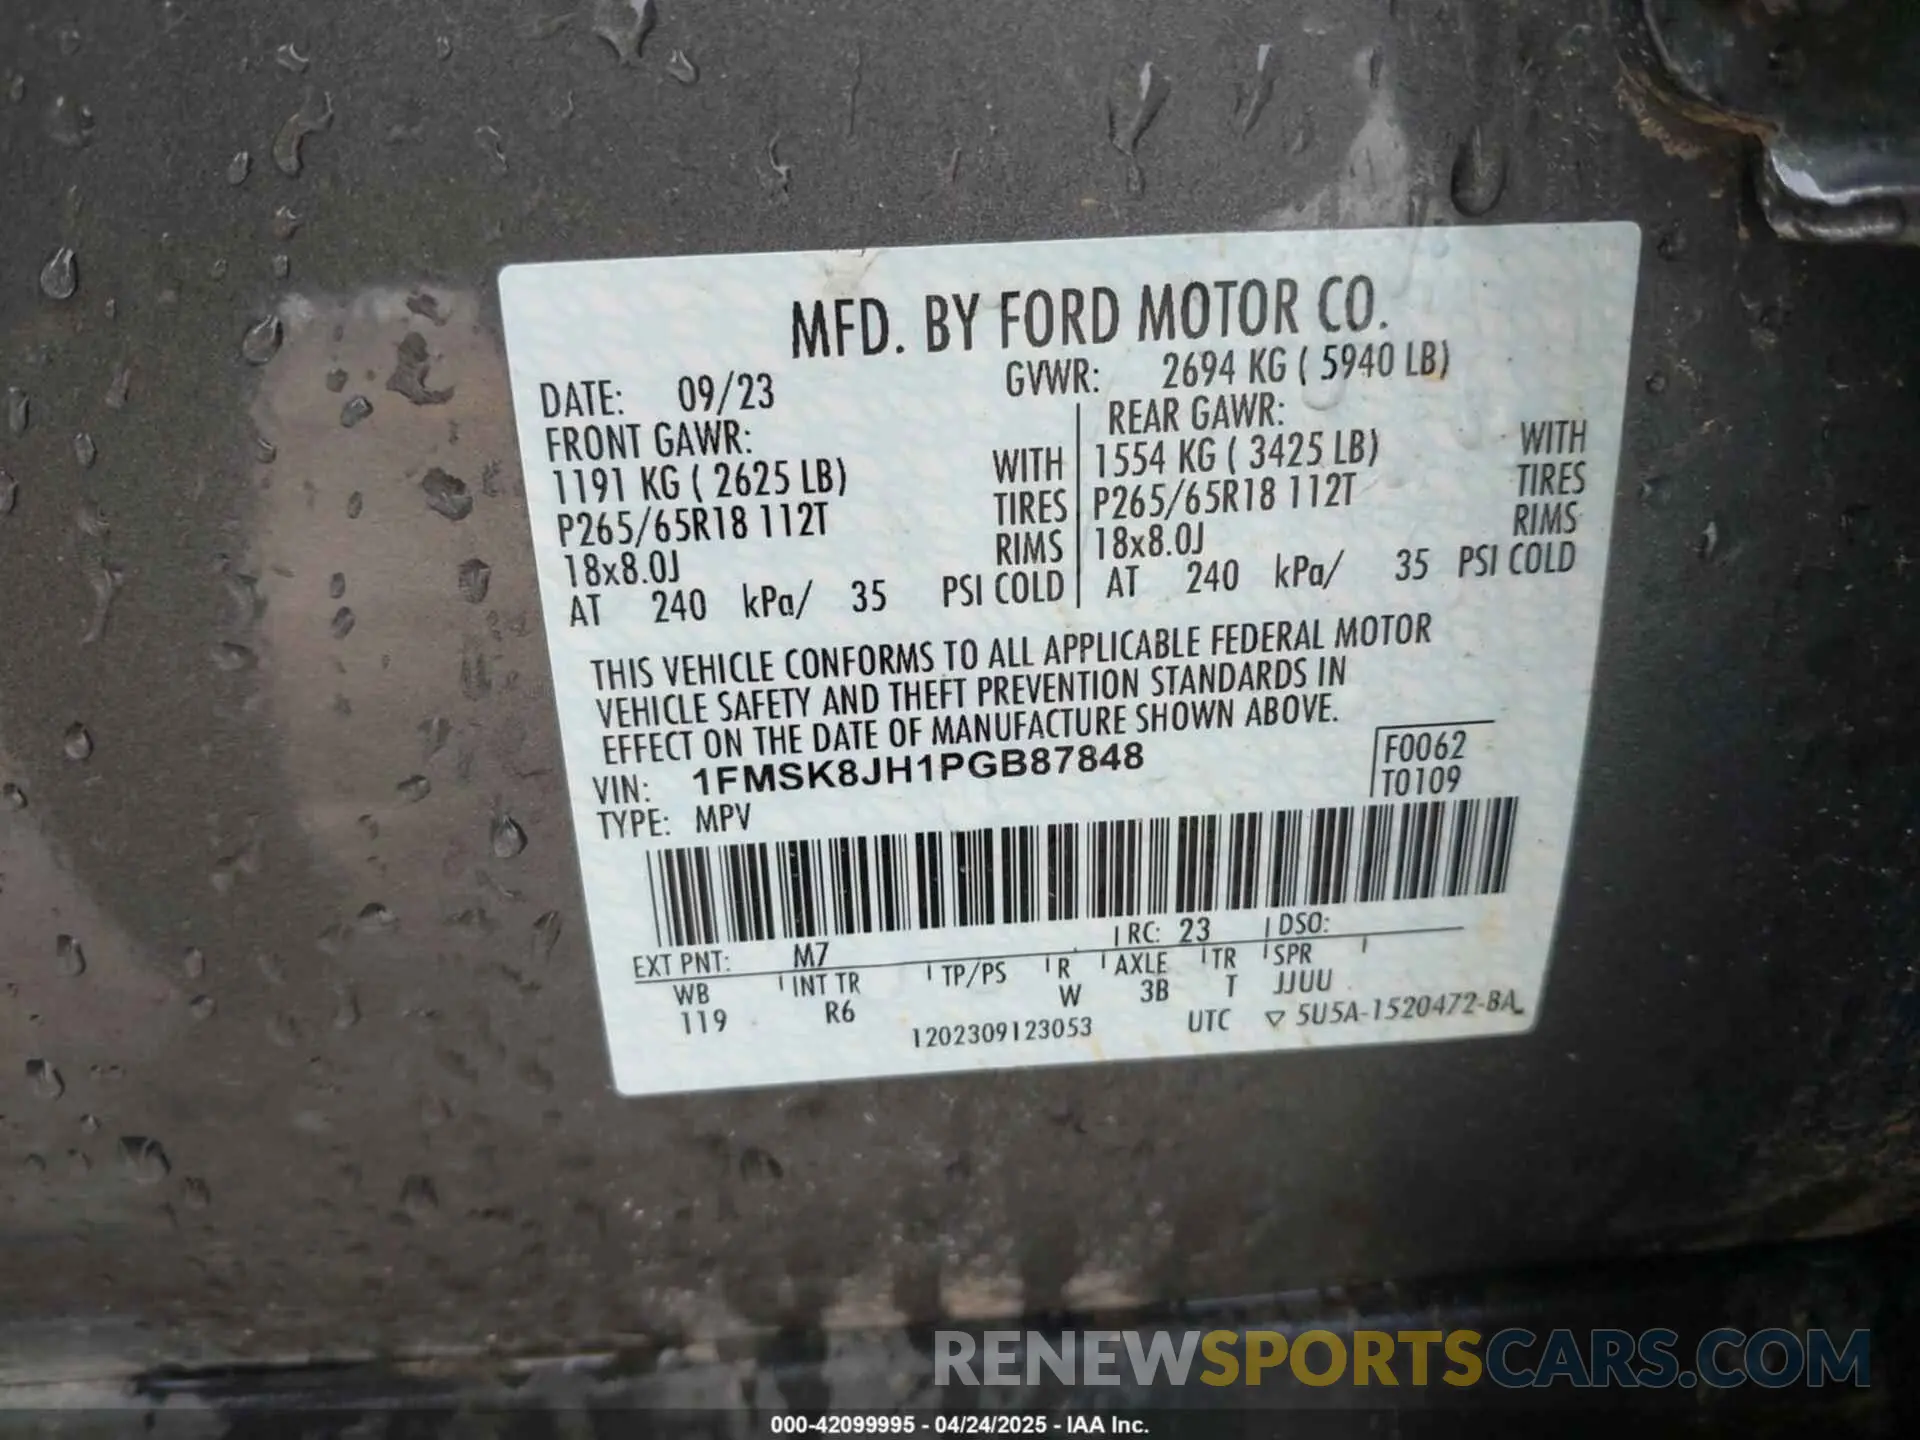 MFD. BY FORD MOTOR CO.
DATE: 09/23 GVWR: 2694 KG ( 5940 LB)
FRONT GAWR: REAR GAWR:
1191 KG ( 2625 LB) WITH 1554 KG ( 3425 LB) WITH
P265/65R18 112T TIRES P265/65R18 112T TIRES
18x8.0J RIMS 18x8.0J RIMS
AT 240 kPa/ 35 PSI COLD AT 240 kPa/ 35 PSI COLD
THIS VEHICLE CONFORMS TO ALL APPLICABLE FEDERAL MOTOR
VEHICLE SAFETY AND THEFT PREVENTION STANDARDS IN
EFFECT ON THE DATE OF MANUFACTURE SHOWN ABOVE.
VIN: 1FMSK8JH1PGB87848 F0062
TYPE: MPV T0109
EXT PNT: M7 RC: 23 DSO:
WB INT TR TP/PS R AXLE TR SPR
119 R6 W 3B T JJUU
1202309123053 UTC ▽ 5U5A-1520472-BA
RENEWSPORTSCARS.COM
000-42099995 - 04/24/2025 - IAA Inc.